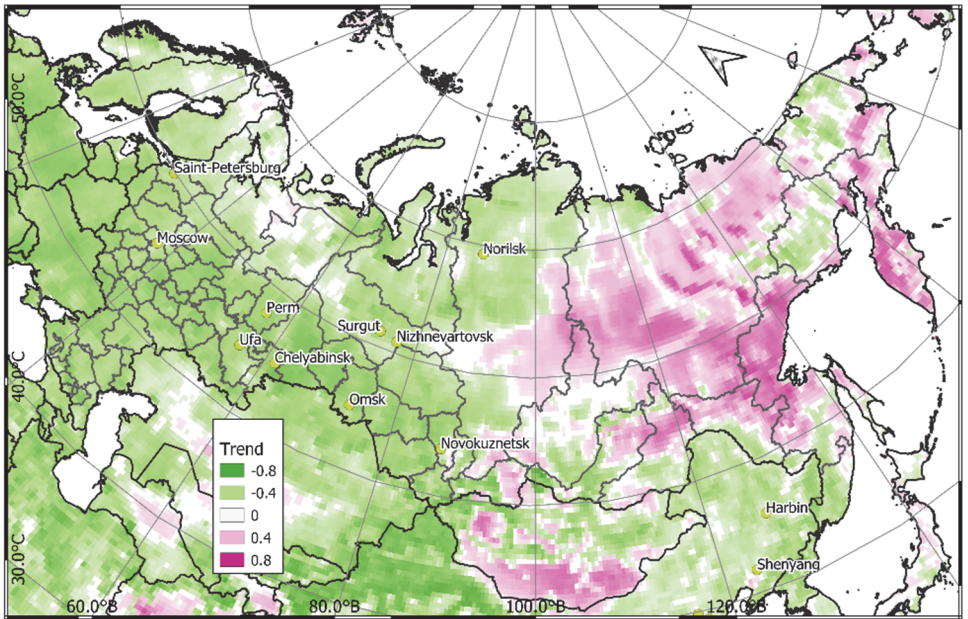 50.0°С
Saint-Petersburg
Moscow
Norilsk
Perm
Surgut
Nizhnevartovsk
Ufa
Chelyabinsk
40.0°С
Omsk
Novokuznetsk
Trend
-0.8
-0.4
0
0.4
0.8
Harbin
Shenyang
30.0°С
60.0°В
80.0°В
100.0°В
120.0°В